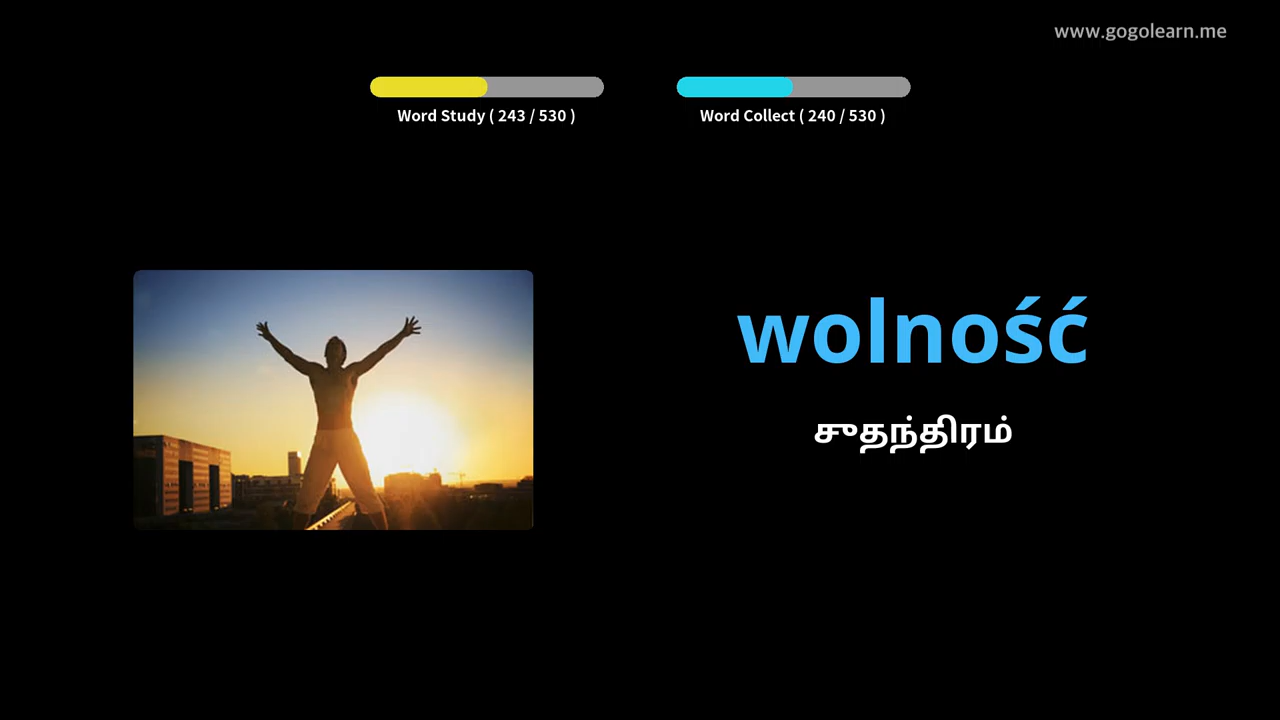 www.gogolearn.me
Word Study ( 243 / 530 )
Word Collect ( 240 / 530 )
wolność
சுதந்திரம்